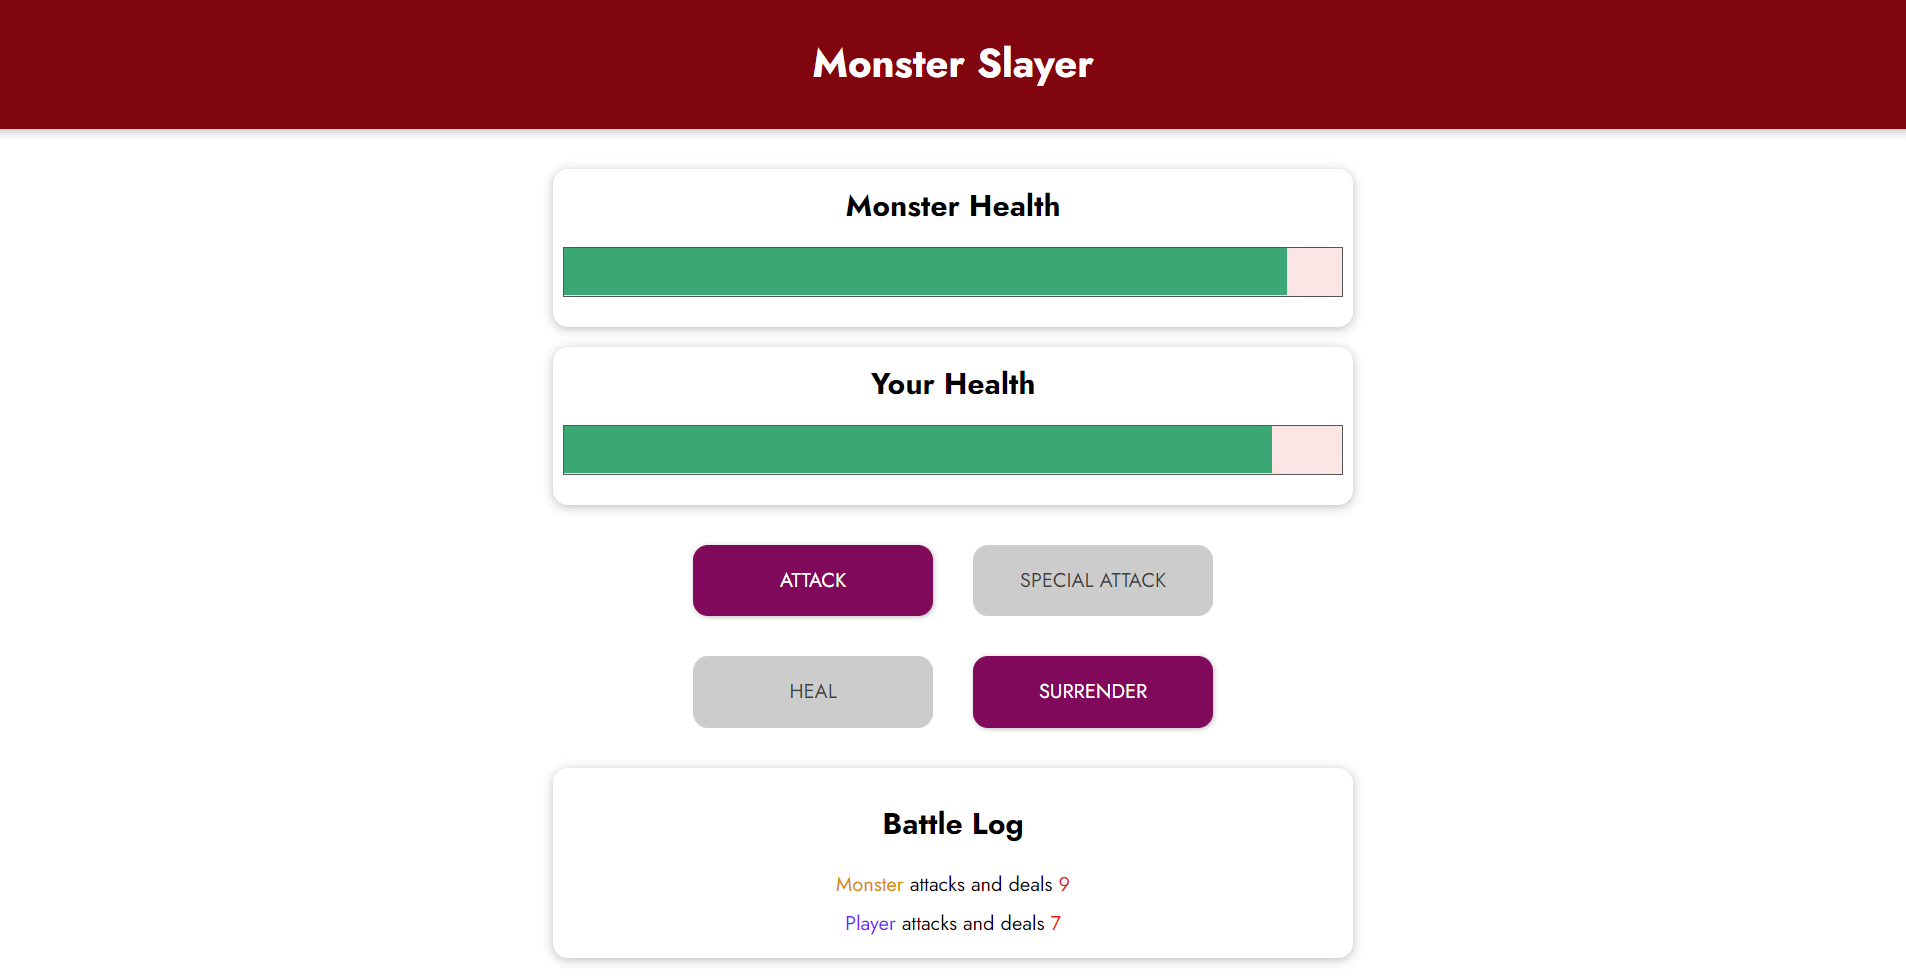 Monster Slayer
Monster Health
Your Health
ATTACK
SPECIAL ATTACK
HEAL
SURRENDER
Battle Log
Monster attacks and deals 9
Player attacks and deals 7